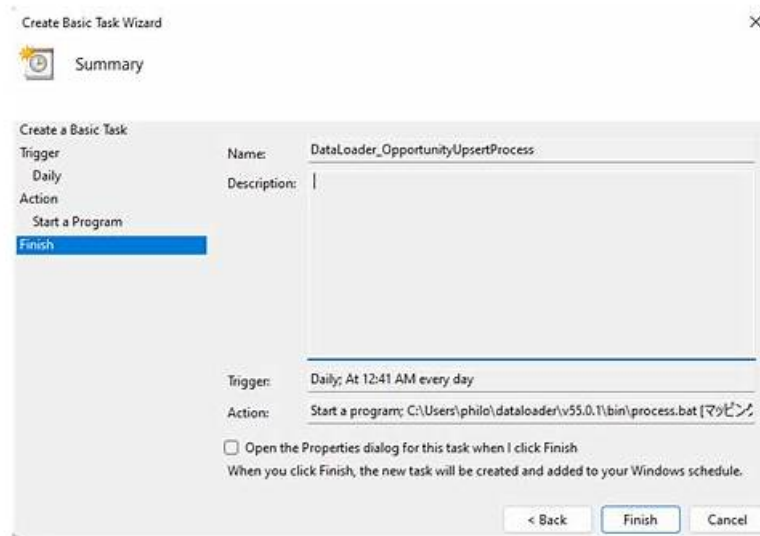 Create Basic Task Wizard
Summary
Create a Basic Task
Trigger
Daily
Action
Start a Program
Finish
Name: DataLoader_OpportunityUpsertProcess
Description:
Trigger: Daily; At 12:41 AM every day
Action: Start a program; C:\Users\philo\dataloader\v55.0.1\bin\process.bat [マッピング
Open the Properties dialog for this task when I click Finish
When you click Finish, the new task will be created and added to your Windows schedule.
< Back Finish Cancel